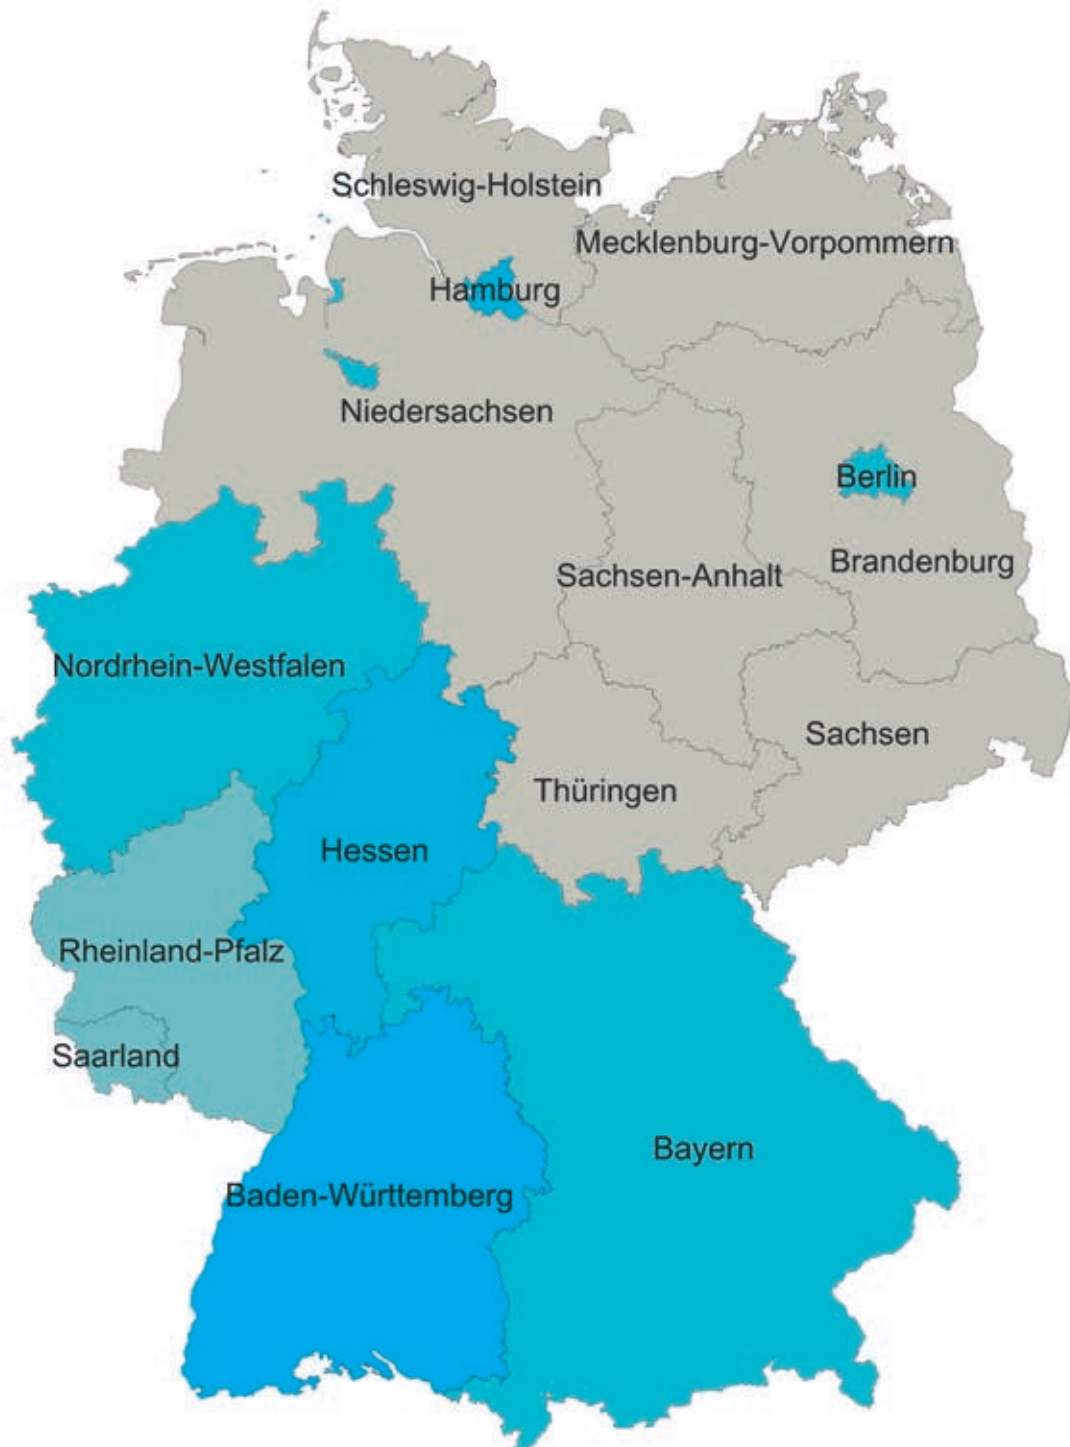 Schleswig-Holstein
Mecklenburg-Vorpommern
Hamburg
Niedersachsen
Berlin
Brandenburg
Sachsen-Anhalt
Nordrhein-Westfalen
Sachsen
Thüringen
Hessen
Rheinland-Pfalz
Saarland
Bayern
Baden-Württemberg